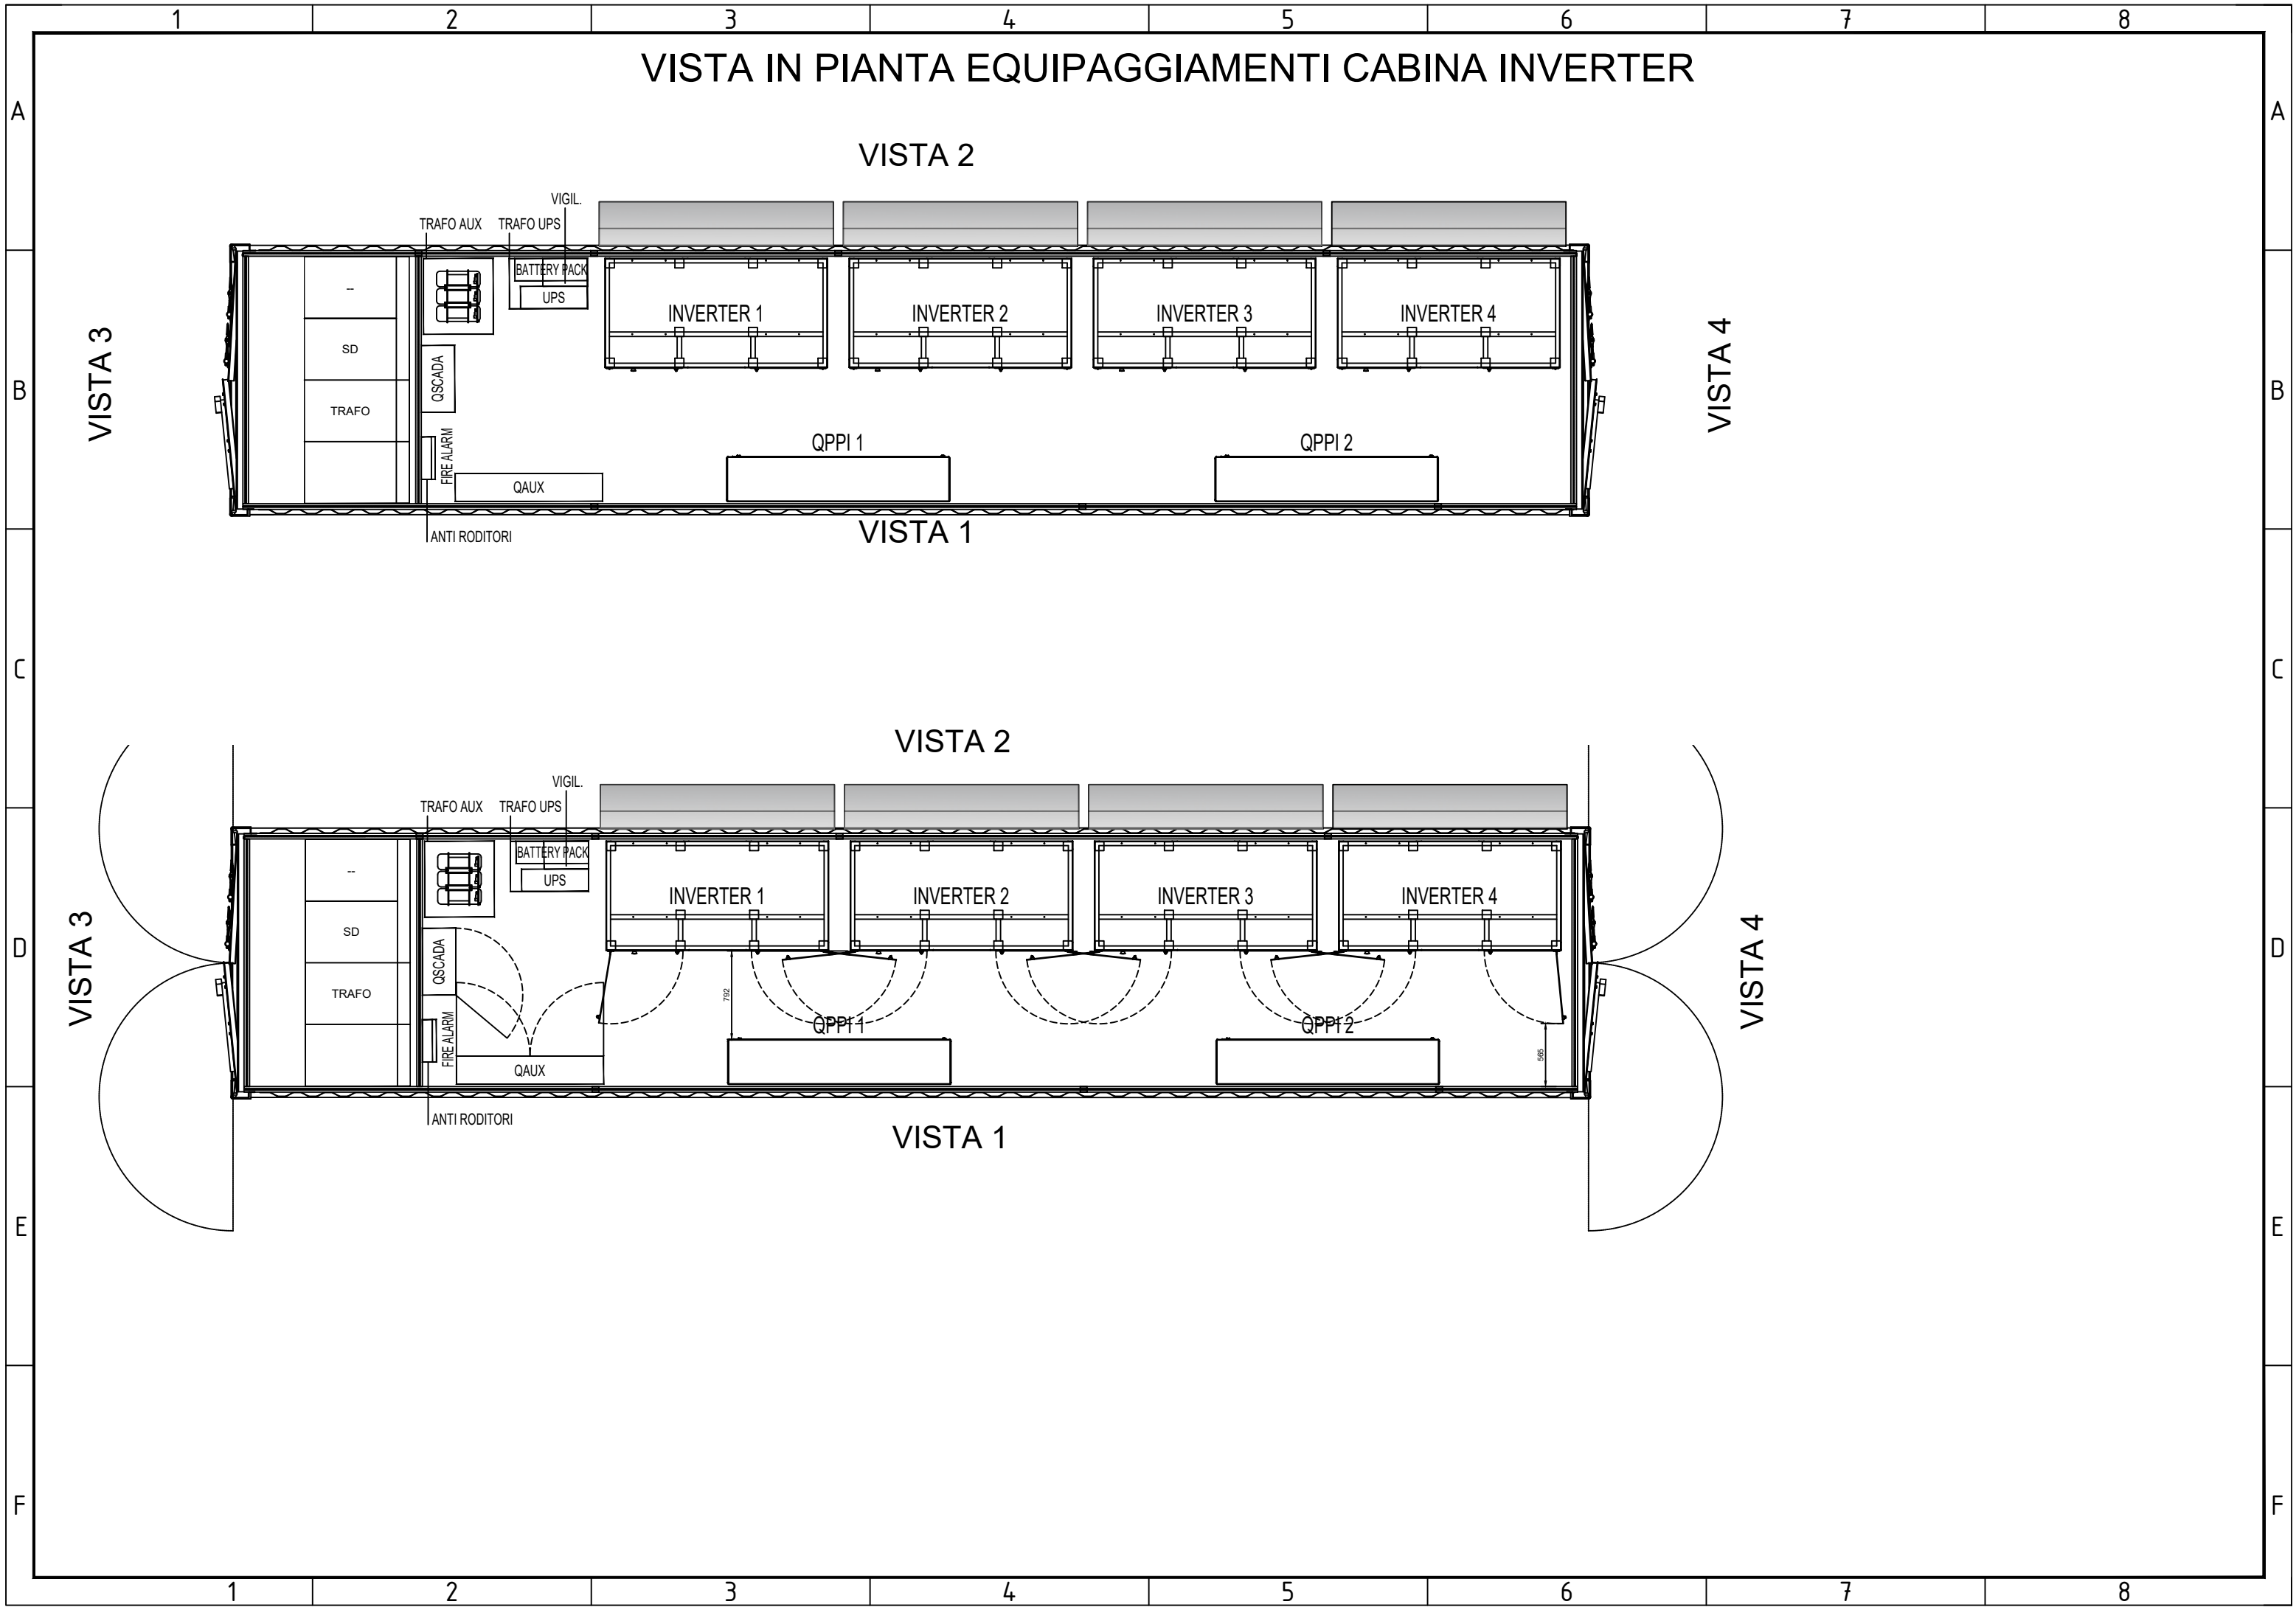 1 2 3 4 5 6 7 8
VISTA IN PIANTA EQUIPAGGIAMENTI CABINA INVERTER
A A
VISTA 2
VIGIL.
TRAFO AUX TRAFO UPS
BATTERY PACK
UPS
--
SD
TRAFO
QSCADA
FIRE ALARM
QAUX
ANTI RODITORI
INVERTER 1 INVERTER 2 INVERTER 3 INVERTER 4
QPPI 1 QPPI 2
VISTA 3
VISTA 4
B B
VISTA 1
C C
VISTA 2
VIGIL.
TRAFO AUX TRAFO UPS
BATTERY PACK
UPS
--
SD
TRAFO
QSCADA
FIRE ALARM
QAUX
ANTI RODITORI
INVERTER 1 INVERTER 2 INVERTER 3 INVERTER 4
792
QPPI 1 QPPI 2
565
VISTA 3
VISTA 4
D D
VISTA 1
E E
F F
1 2 3 4 5 6 7 8